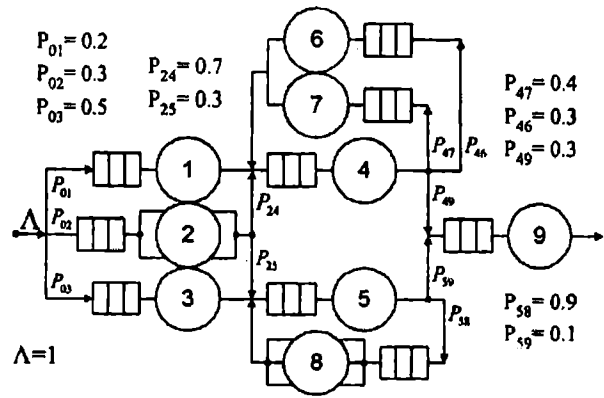 P01= 0.2
P02= 0.3
P03= 0.5
P24= 0.7
P25= 0.3
6
7
P47= 0.4
P46= 0.3
P49= 0.3
P01
1
4
P47
P46
Λ
P02
2
P24
P49
9
P03
3
P25
5
P59
P58
P58= 0.9
P59= 0.1
8
Λ=1